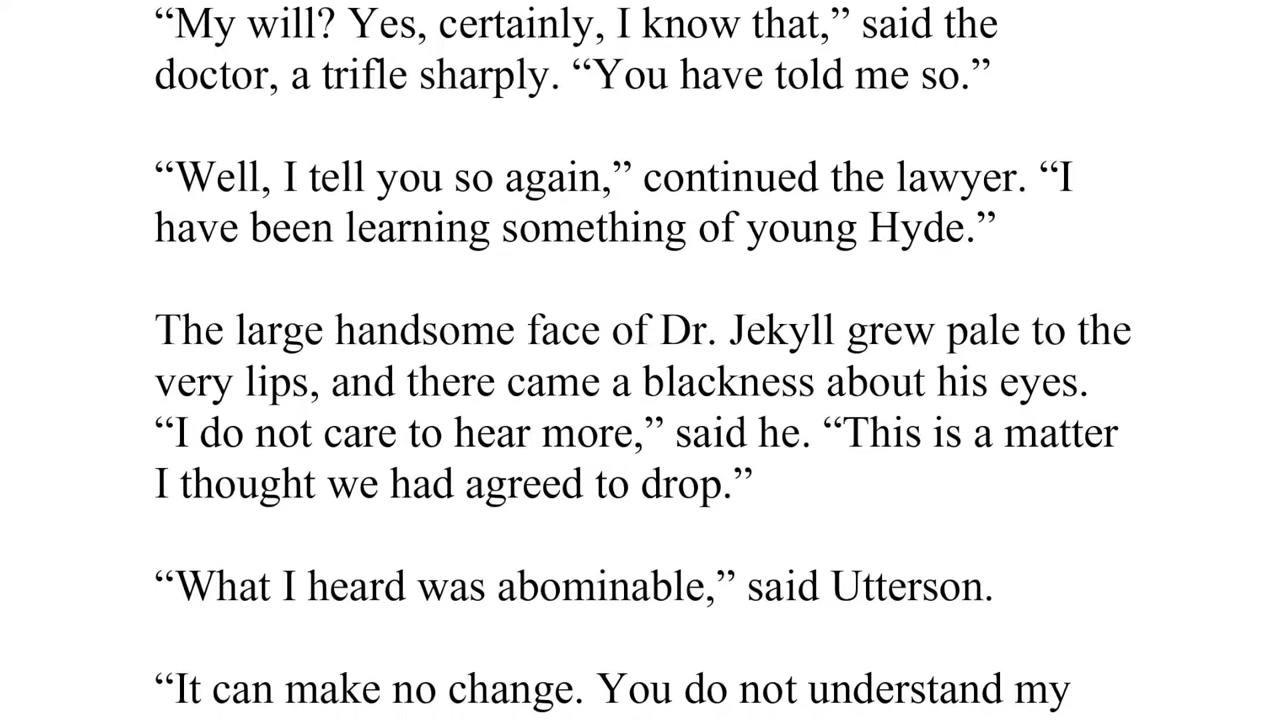 “My will? Yes, certainly, I know that,” said the
doctor, a trifle sharply. “You have told me so.”
“Well, I tell you so again,” continued the lawyer. “I
have been learning something of young Hyde.”
The large handsome face of Dr. Jekyll grew pale to the
very lips, and there came a blackness about his eyes.
“I do not care to hear more,” said he. “This is a matter
I thought we had agreed to drop.”
“What I heard was abominable,” said Utterson.
“It can make no change. You do not understand my